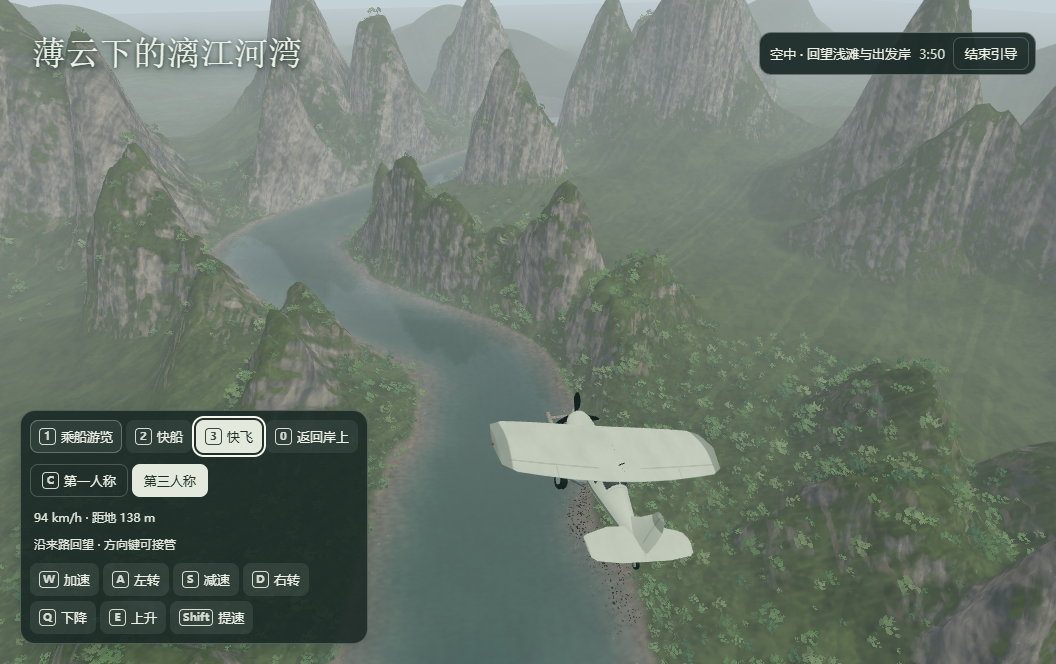 薄云下的漓江河湾
空中 · 回望浅滩与出发岸 3:50 结束引导
1 乘船游览 2 快船 3 快飞 0 返回岸上
C 第一人称 第三人称
94 km/h · 距地 138 m
沿来路回望 · 方向键可接管
W 加速 A 左转 S 减速 D 右转
Q 下降 E 上升 Shift 提速